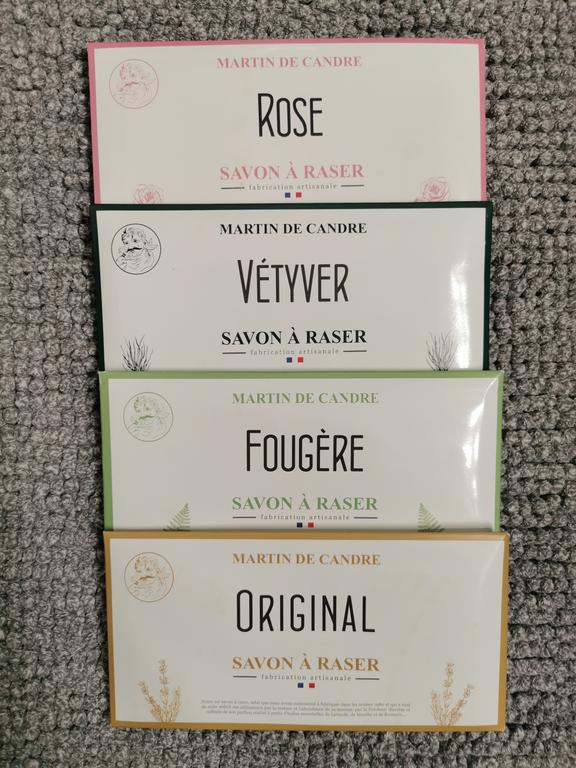 MARTIN DE CANDRE
ROSE
SAVON À RASER
fabrication artisanale
MARTIN DE CANDRE
VÉTYVER
SAVON À RASER
fabrication artisanale
MARTIN DE CANDRE
FOUGÈRE
SAVON À RASER
fabrication artisanale
MARTIN DE CANDRE
ORIGINAL
SAVON À RASER
fabrication artisanale